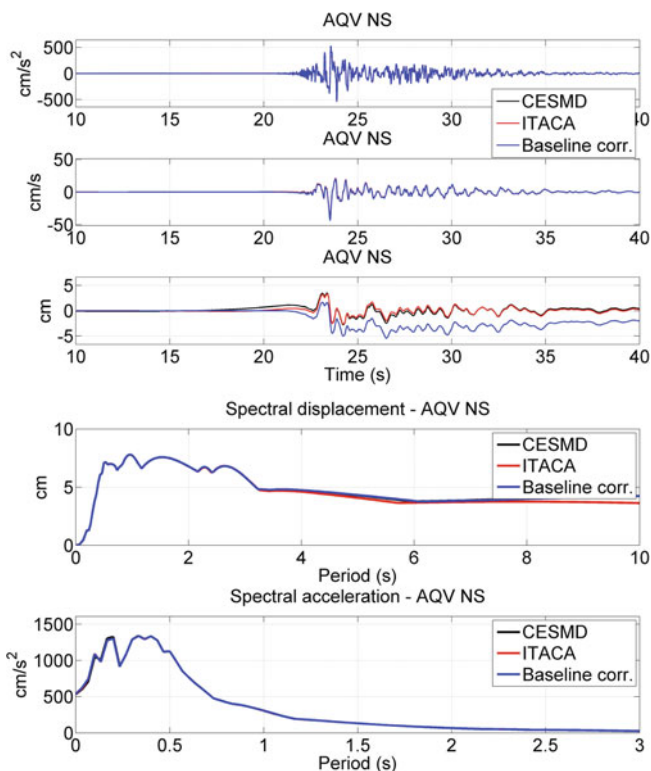 AQV NS
cm/s²
500
0
-500
10 15 20 25 30 35 40
CESMD
ITACA
Baseline corr.
AQV NS
cm/s
50
0
-50
10 15 20 25 30 35 40
AQV NS
cm
5
0
-5
10 15 20 25 30 35 40
Time (s)
Spectral displacement - AQV NS
cm
10
5
0
CESMD
ITACA
Baseline corr.
0 2 4 6 8 10
Period (s)
Spectral acceleration - AQV NS
cm/s²
1500
1000
500
0
CESMD
ITACA
Baseline corr.
0 0.5 1 1.5 2 2.5 3
Period (s)